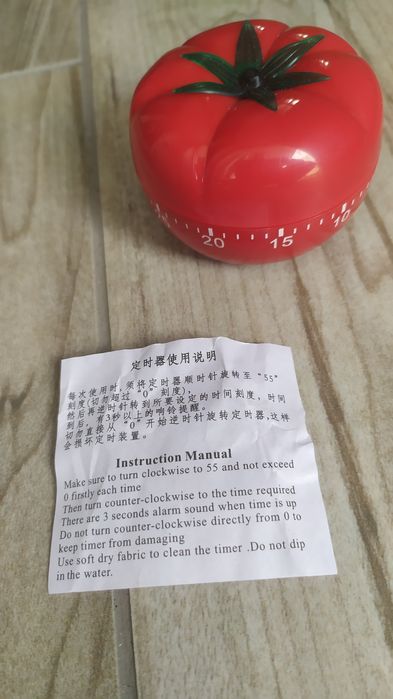 20 15 10
定时器使用说明
每次使用时,须将定时器顺时针旋转至“55”
刻度(切勿超过“0”刻度),
然后再逆时针转到所要设定的时间刻度,时间
到后,有3秒以上的响铃提醒。
切勿直接从“0”开始逆时针旋转定时器,这样
会损坏定时装置。
Instruction Manual
Make sure to turn clockwise to 55 and not exceed
0 firstly each time
Then turn counter-clockwise to the time required
There are 3 seconds alarm sound when time is up
Do not turn counter-clockwise directly from 0 to
keep timer from damaging
Use soft dry fabric to clean the timer .Do not dip
in the water.